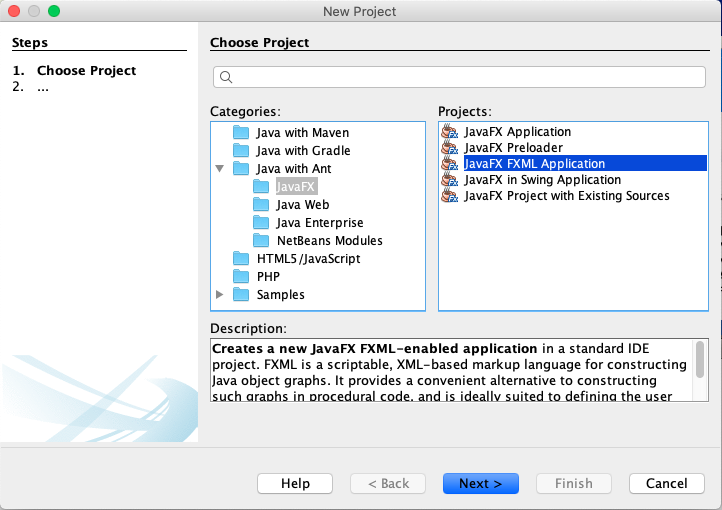 New Project
Steps
1. Choose Project
2. ...
Choose Project
Categories:
Java with Maven
Java with Gradle
Java with Ant
JavaFX
Java Web
Java Enterprise
NetBeans Modules
HTML5/JavaScript
PHP
Samples
Projects:
JavaFX Application
JavaFX Preloader
JavaFX FXML Application
JavaFX in Swing Application
JavaFX Project with Existing Sources
Description:
Creates a new JavaFX FXML-enabled application in a standard IDE
project. FXML is a scriptable, XML-based markup language for constructing
Java object graphs. It provides a convenient alternative to constructing
such graphs in procedural code, and is ideally suited to defining the user
Help
< Back
Next >
Finish
Cancel